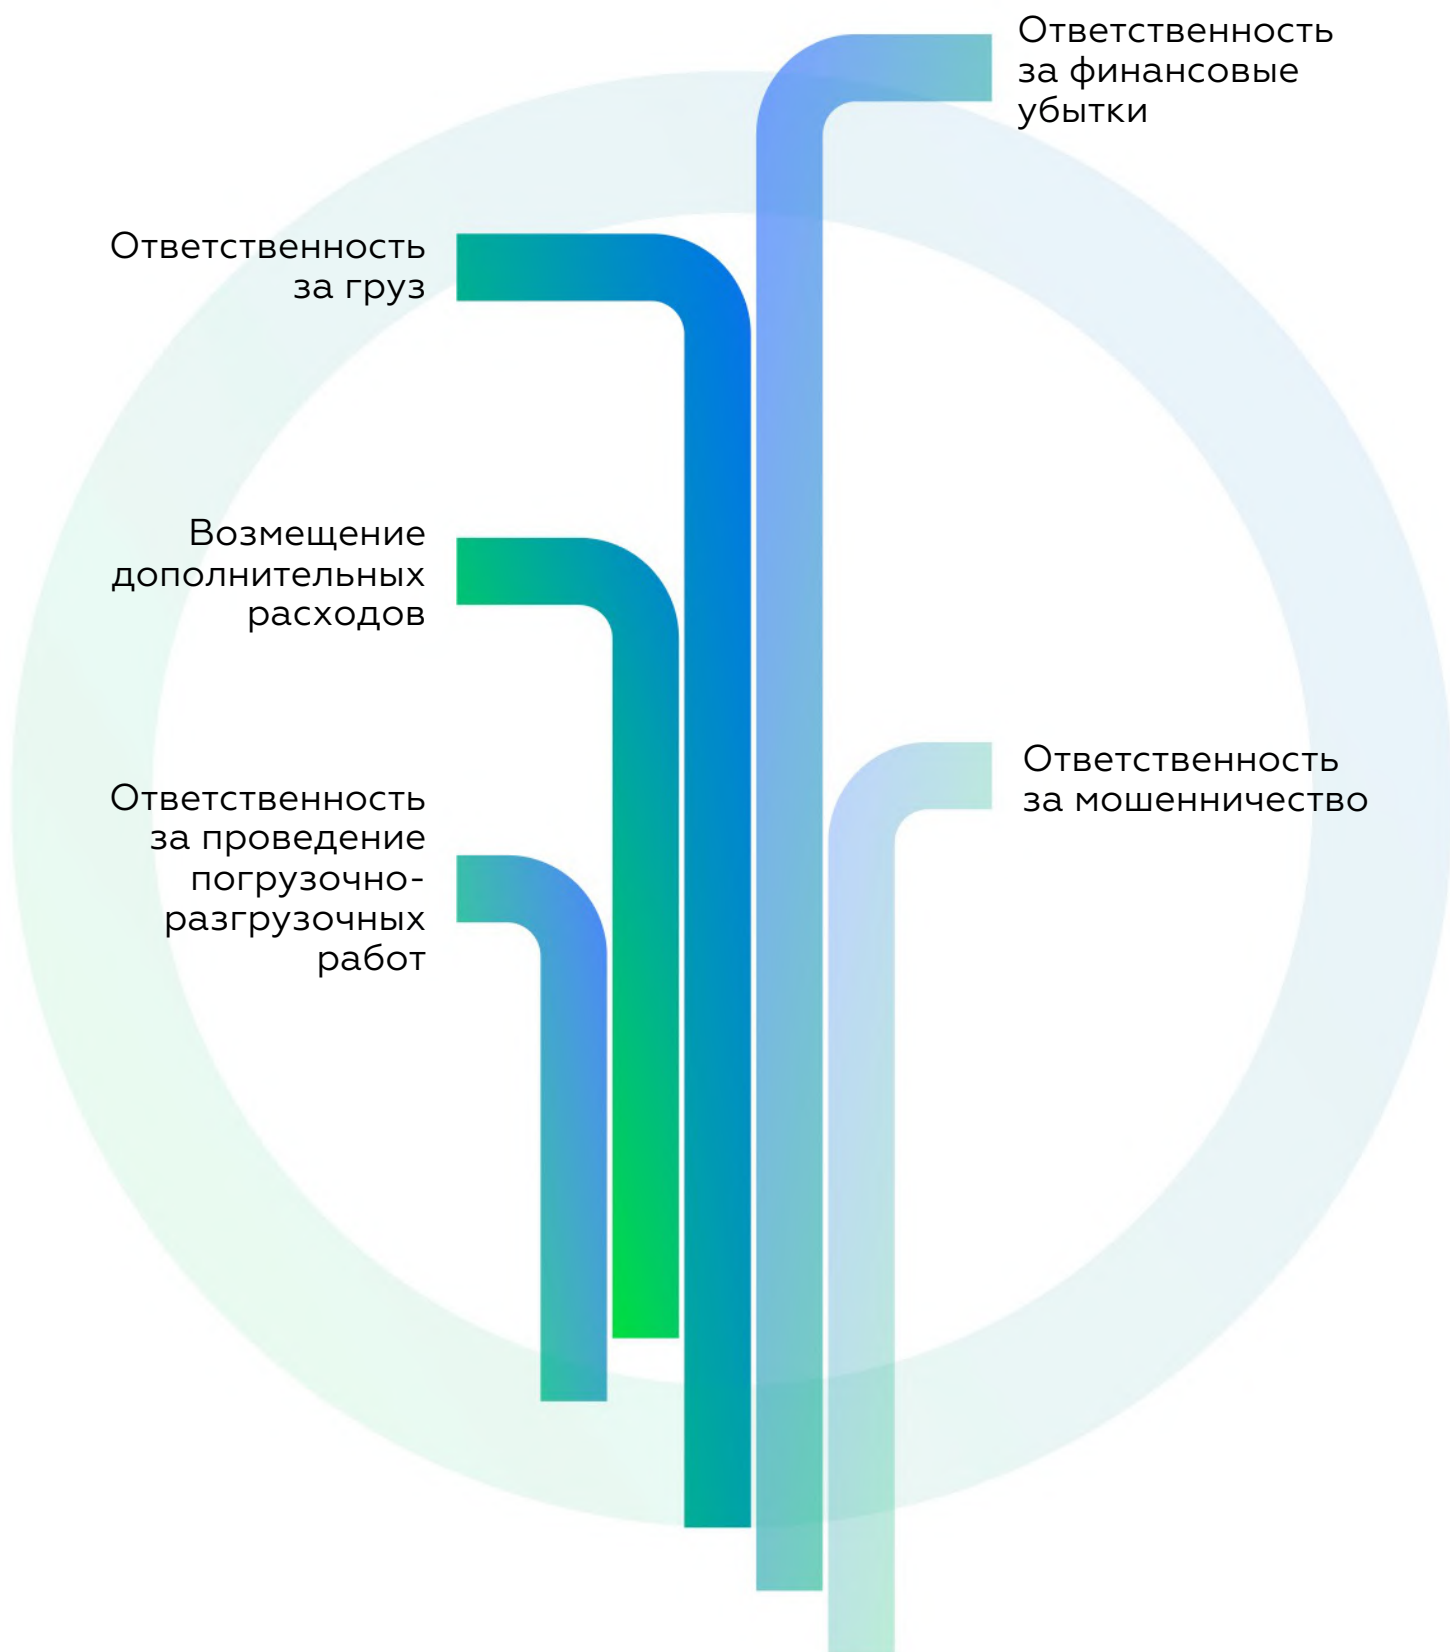 Ответственность
за финансовые
убытки
Ответственность
за груз
Возмещение
дополнительных
расходов
Ответственность
за мошенничество
Ответственность
за проведение
погрузочно-
разгрузочных
работ